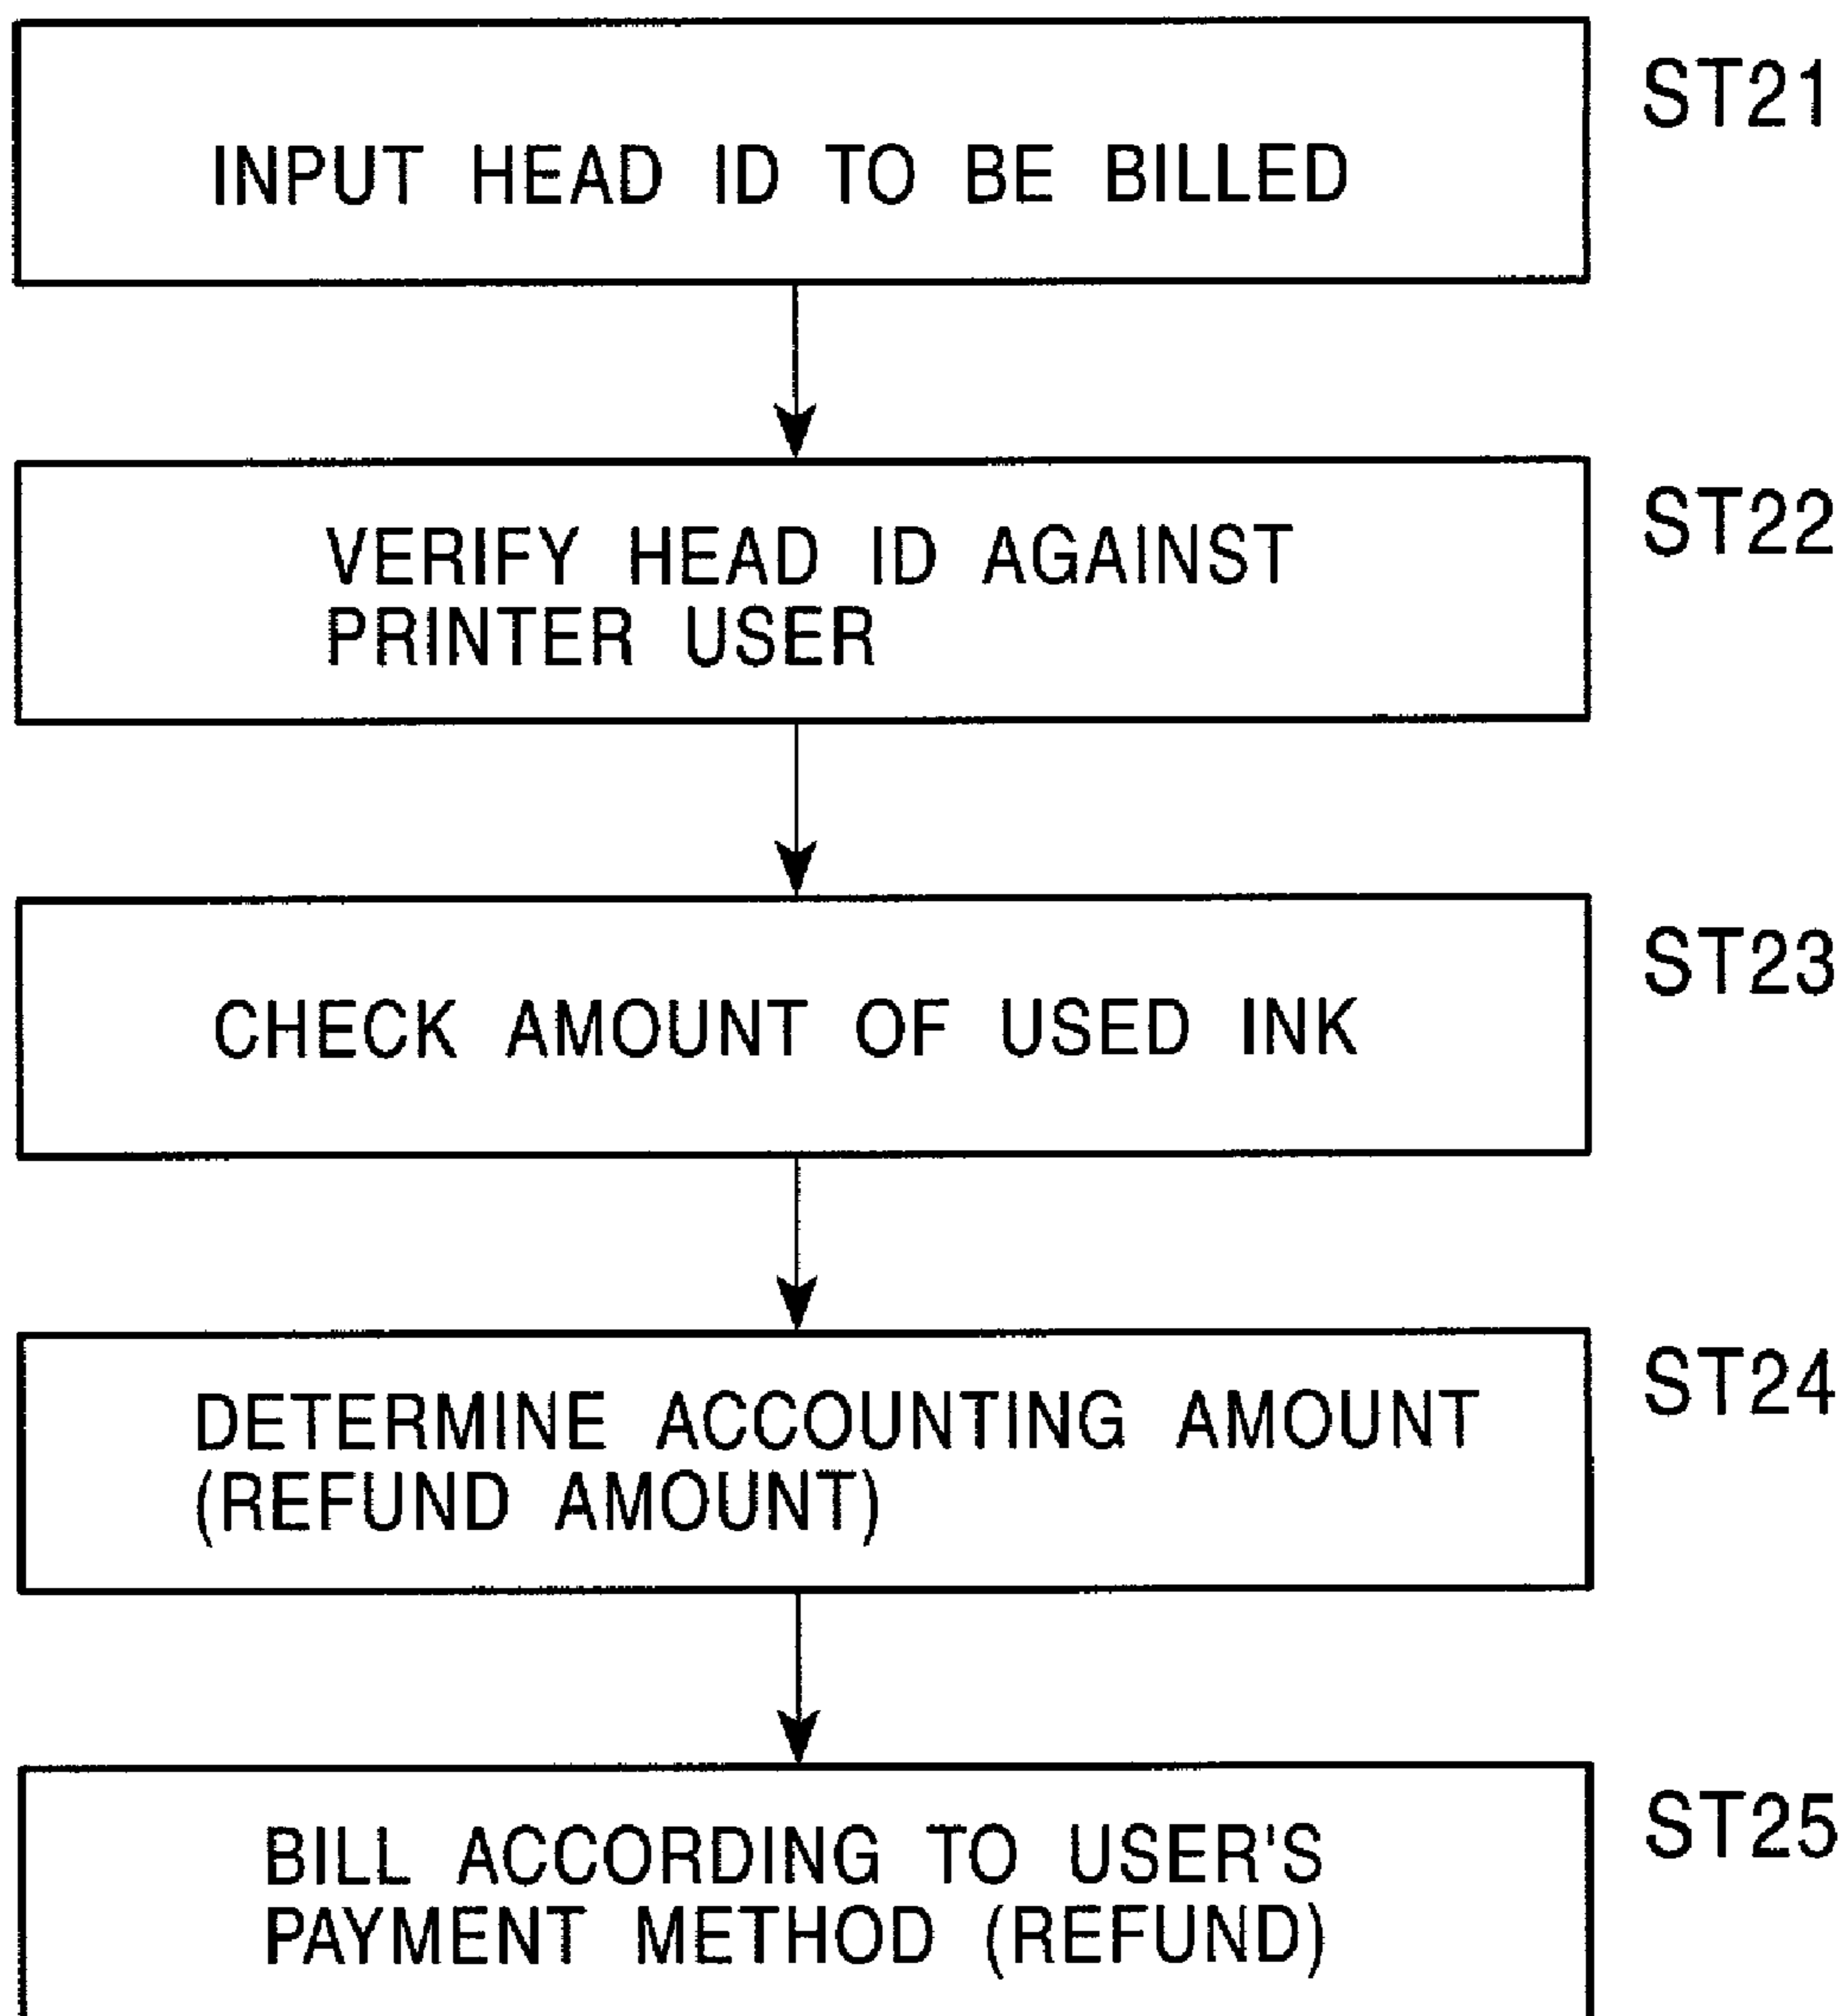 ST21
INPUT HEAD ID TO BE BILLED
ST22
VERIFY HEAD ID AGAINST
PRINTER USER
ST23
CHECK AMOUNT OF USED INK
ST24
DETERMINE ACCOUNTING AMOUNT
(REFUND AMOUNT)
ST25
BILL ACCORDING TO USER'S
PAYMENT METHOD (REFUND)